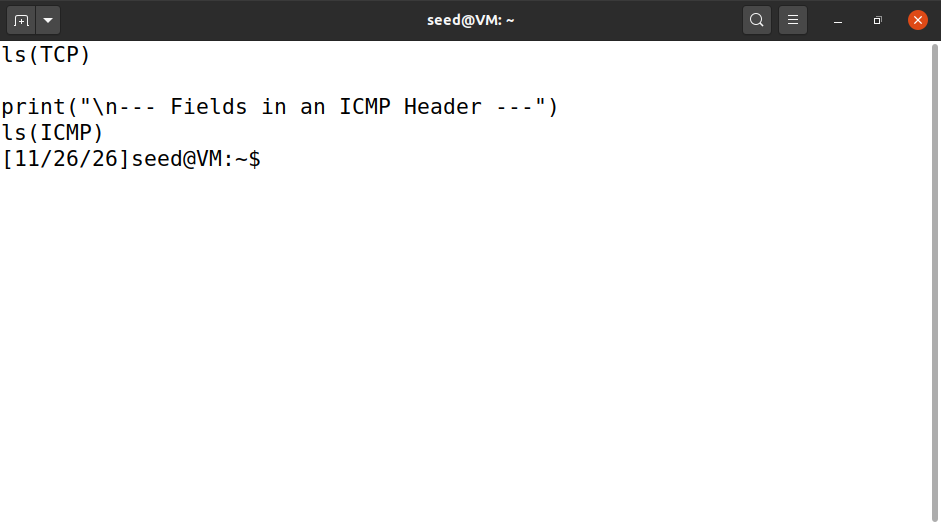 seed@VM: ~
ls(TCP)
print("\n--- Fields in an ICMP Header ---")
ls(ICMP)
[11/26/26]seed@VM:~$